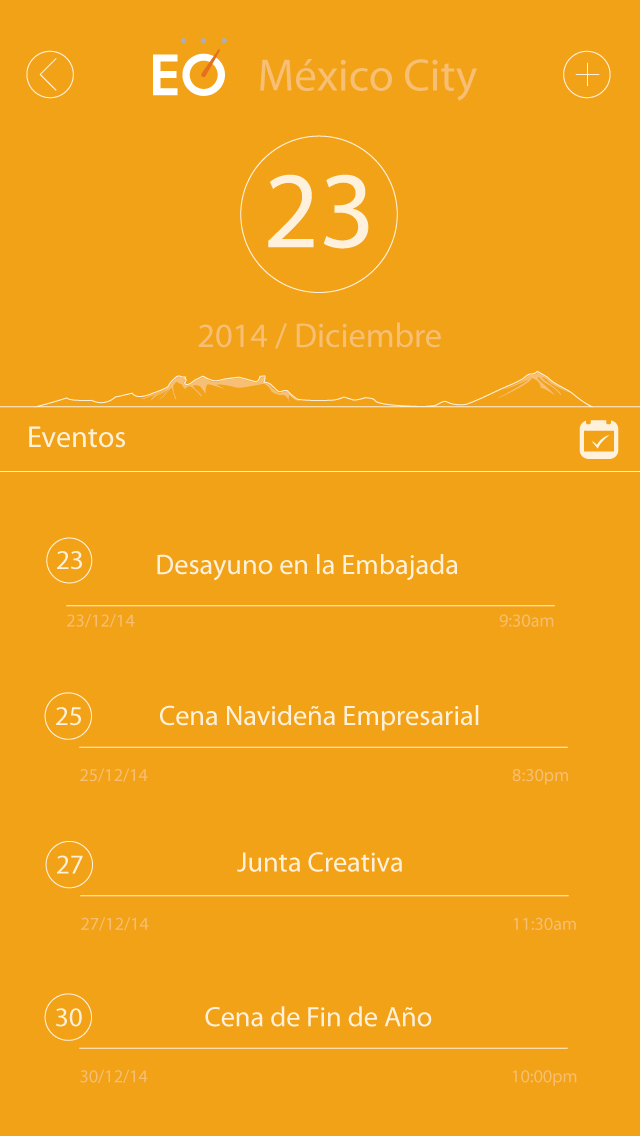 EO México City
23
2014 / Diciembre
Eventos
23 Desayuno en la Embajada
23/12/14 9:30am
25 Cena Navideña Empresarial
25/12/14 8:30pm
27 Junta Creativa
27/12/14 11:30am
30 Cena de Fin de Año
30/12/14 10:00pm